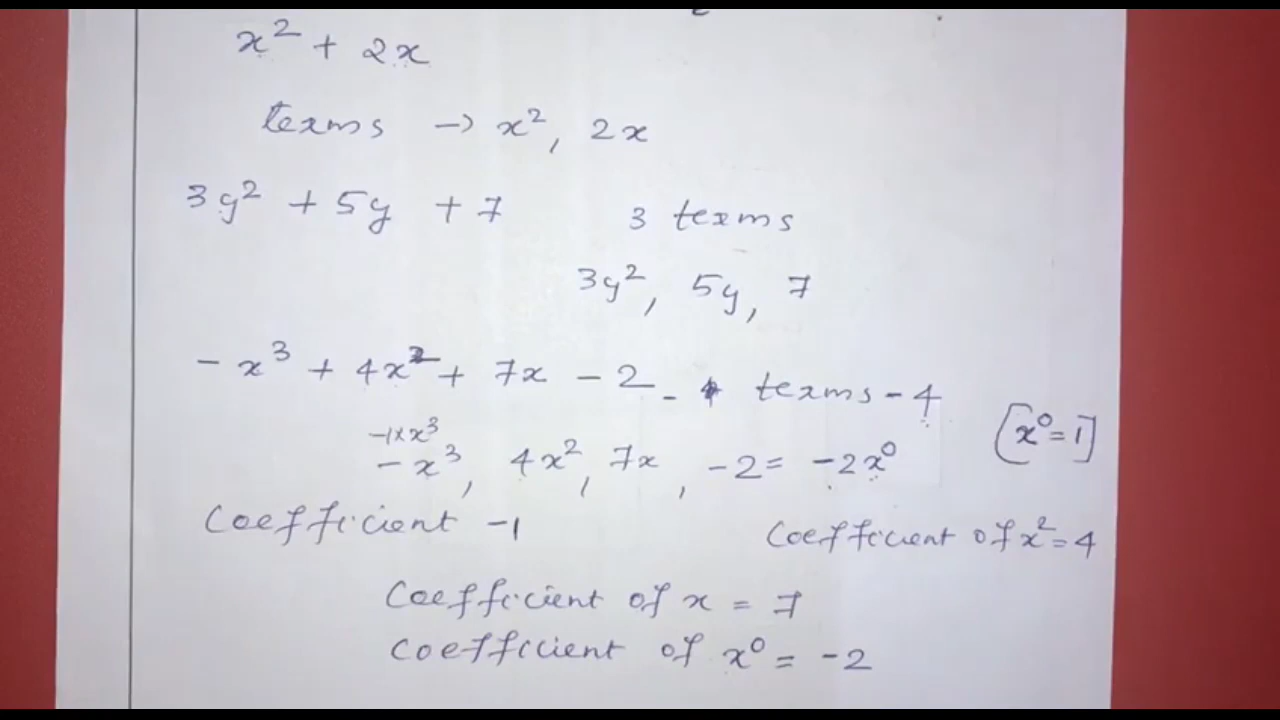 x² + 2x
terms → x², 2x
3y² + 5y + 7 3 terms
3y², 5y, 7
- x³ + 4x² + 7x - 2 - terms - 4
-1×x³
- x³, 4x², 7x, -2 = -2x⁰ [x⁰=1]
Coefficient -1 Coefficient of x² = 4
Coefficient of x = 7
Coefficient of x⁰ = -2